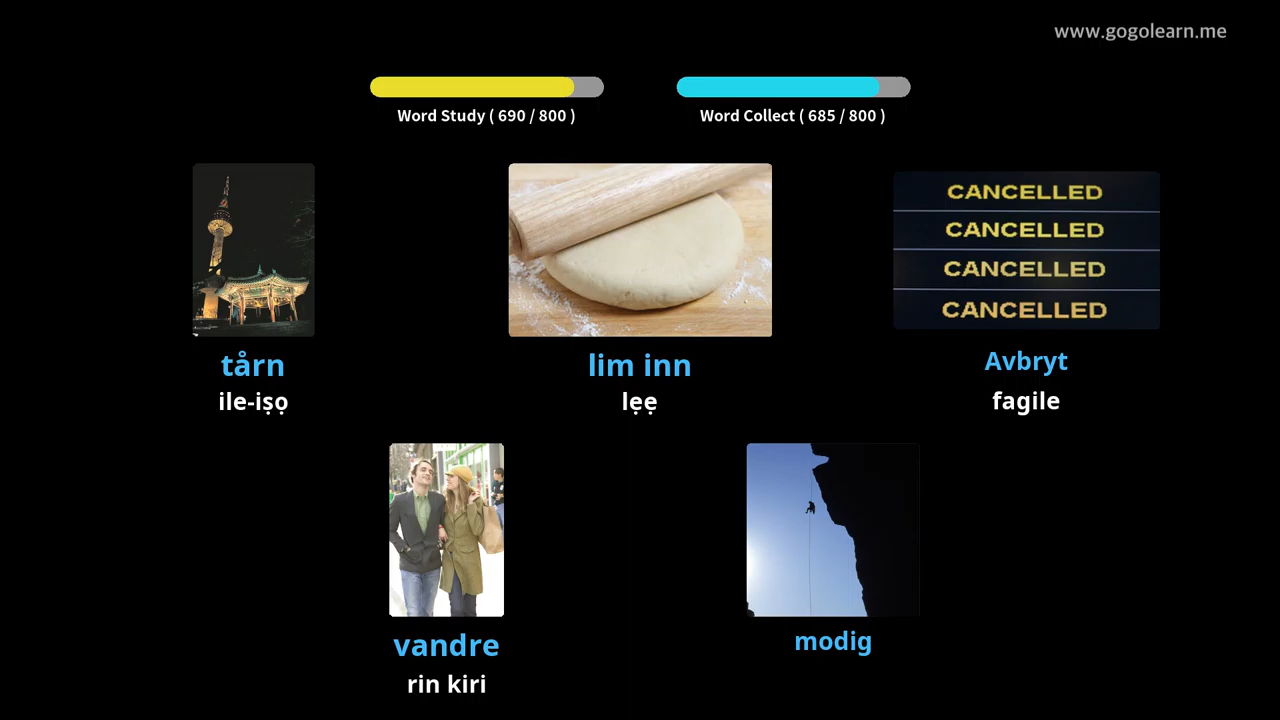 www.gogolearn.me
Word Study ( 690 / 800 )
Word Collect ( 685 / 800 )
CANCELLED
CANCELLED
CANCELLED
CANCELLED
tårn
lim inn
Avbryt
ile-iṣọ
lẹẹ
fagile
vandre
modig
rin kiri